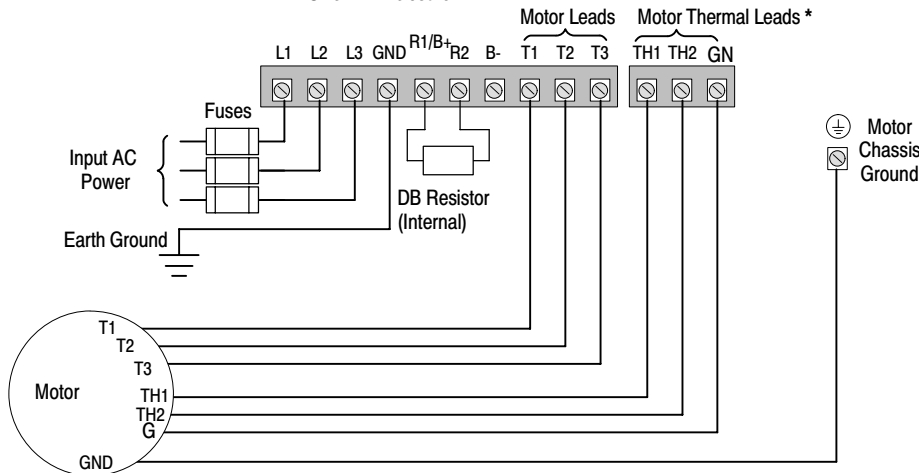 Motor Leads
Motor Thermal Leads *
L1 L2 L3 GND R1/B+ R2 B- T1 T2 T3 TH1 TH2 GN
Fuses
Input AC
Power
DB Resistor
(Internal)
Earth Ground
Motor
Chassis
Ground
T1
T2
T3
Motor
TH1
TH2
G
GND